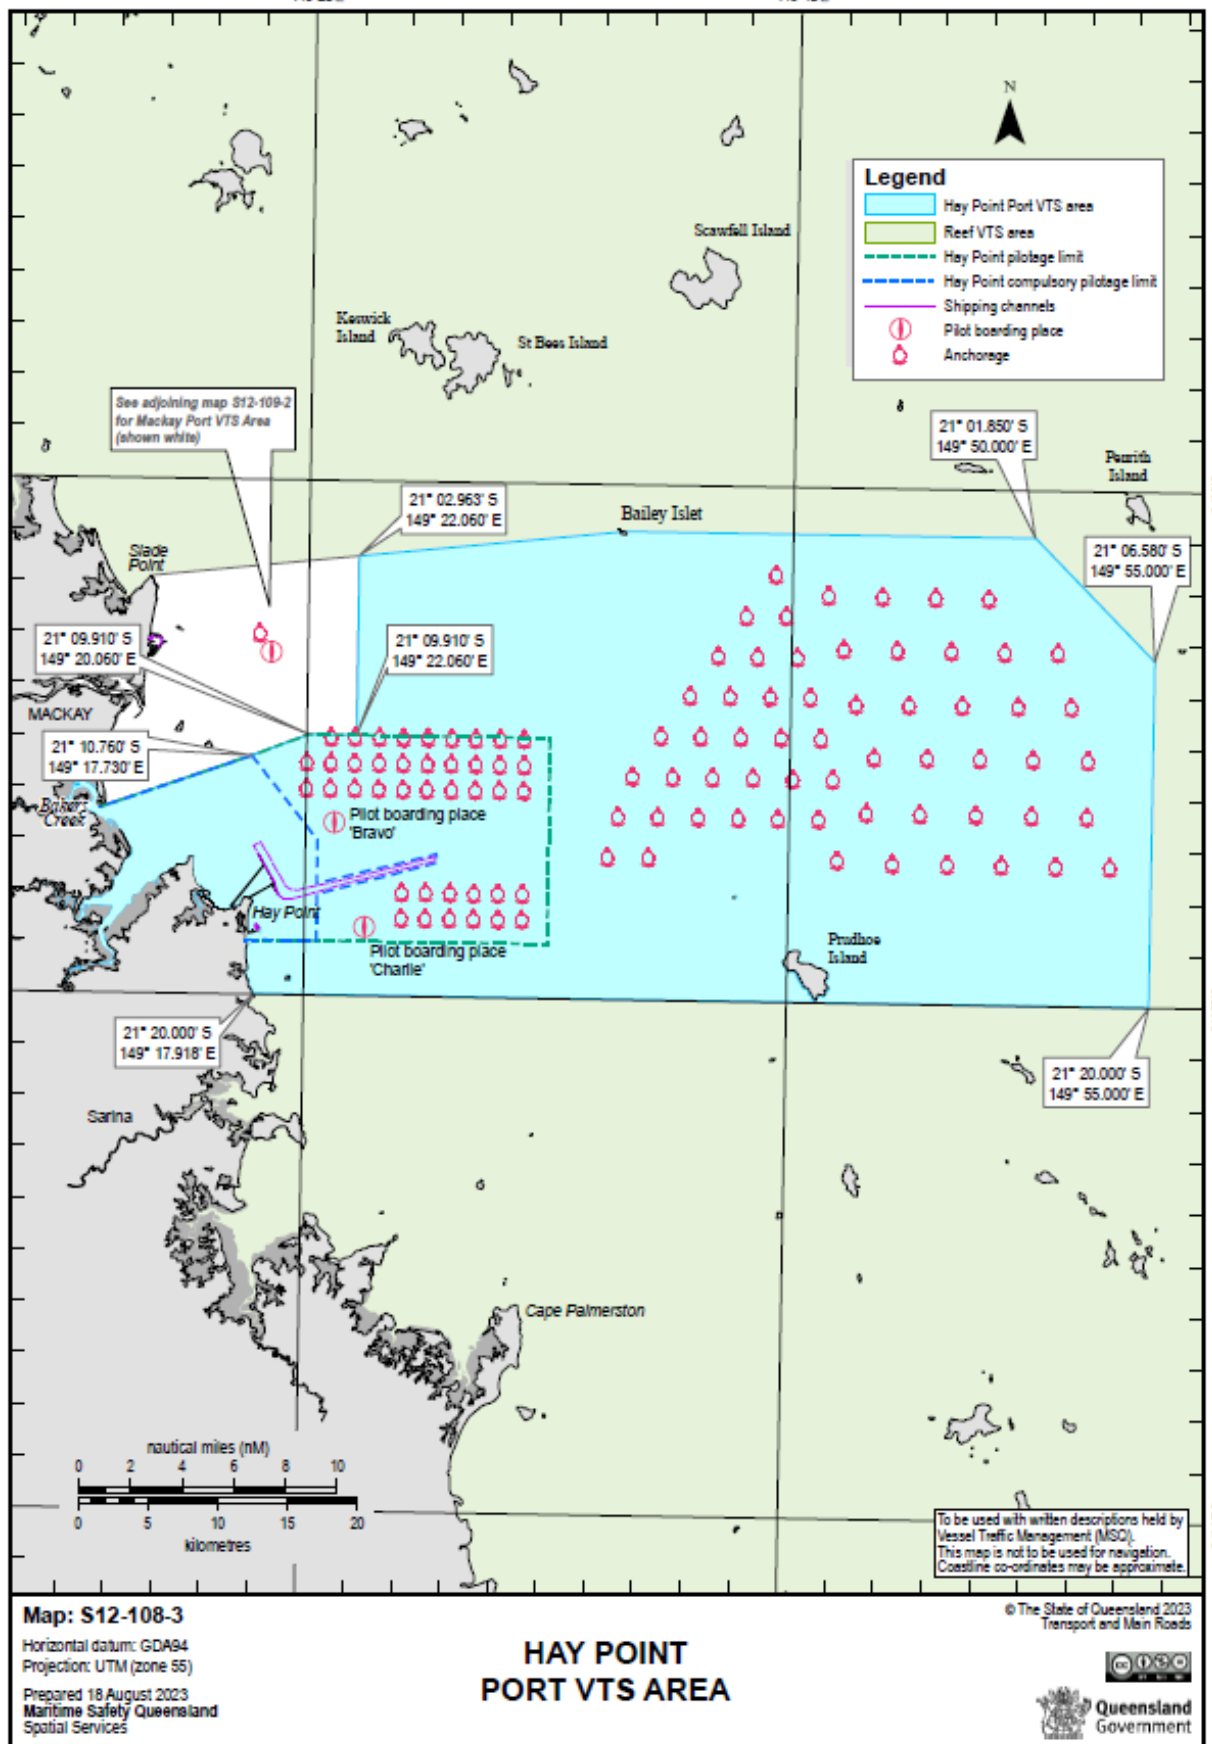 N
Legend
Hay Point Port VTS area
Reef VTS area
Hay Point pilotage limit
Hay Point compulsory pilotage limit
Shipping channels
Pilot boarding place
Anchorage
Scawfell Island
Keswick
Island
St Bees Island
See adjoining map S12-109-2
for Mackay Port VTS Area
(shown white)
21° 01.850' S
149° 50.000' E
Penrith
Island
21° 02.963' S
149° 22.060' E
Bailey Islet
Slade
Point
21° 06.580' S
149° 55.000' E
21° 09.910' S
149° 20.060' E
21° 09.910' S
149° 22.060' E
MACKAY
21° 10.760' S
149° 17.730' E
Bakers
Creek
Pilot boarding place
'Bravo'
Hay Point
Pilot boarding place
'Charlie'
Prudhoe
Island
21° 20.000' S
149° 17.918' E
21° 20.000' S
149° 55.000' E
Sarina
Cape Palmerston
nautical miles (nM)
0 2 4 6 8 10
0 5 10 15 20
kilometres
To be used with written descriptions held by
Vessel Traffic Management (MSQ).
This map is not to be used for navigation.
Coastline co-ordinates may be approximate.
Map: S12-108-3
Horizontal datum: GDA94
Projection: UTM (zone 55)
Prepared 18 August 2023
Maritime Safety Queensland
Spatial Services
HAY POINT
PORT VTS AREA
© The State of Queensland 2023
Transport and Main Roads
Queensland
Government